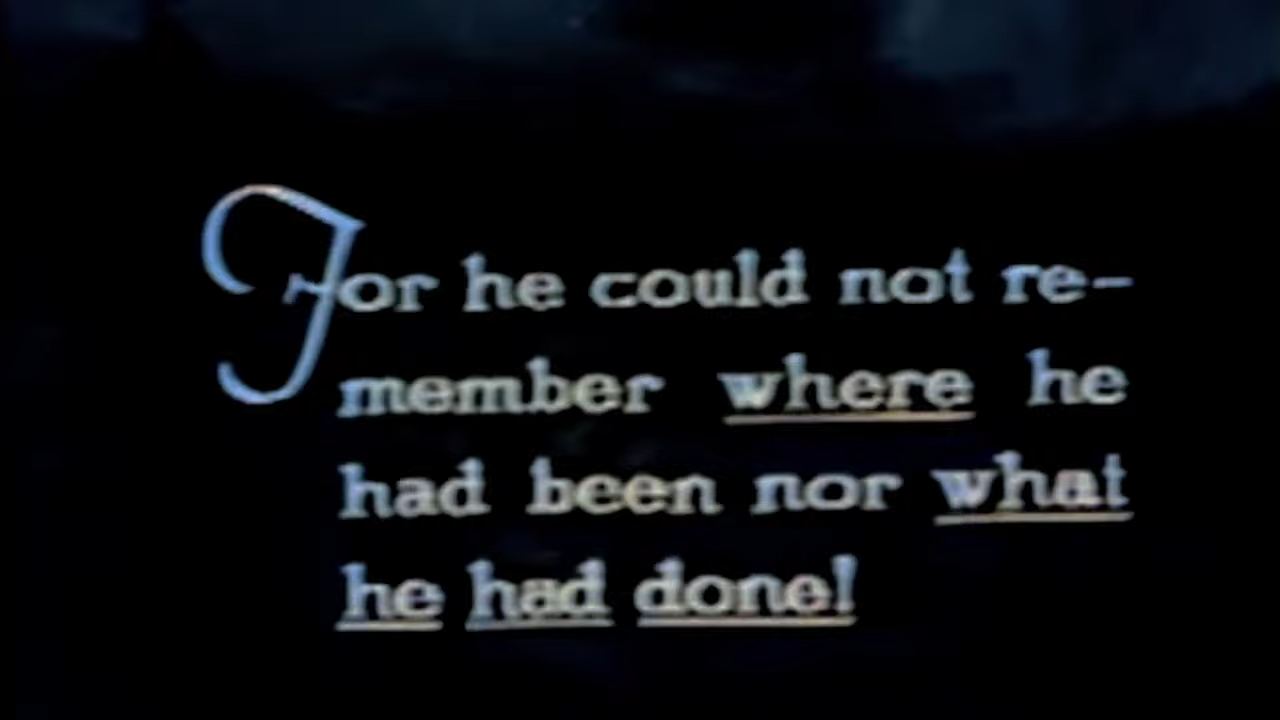 For he could not re-
member where he
had been nor what
he had done!